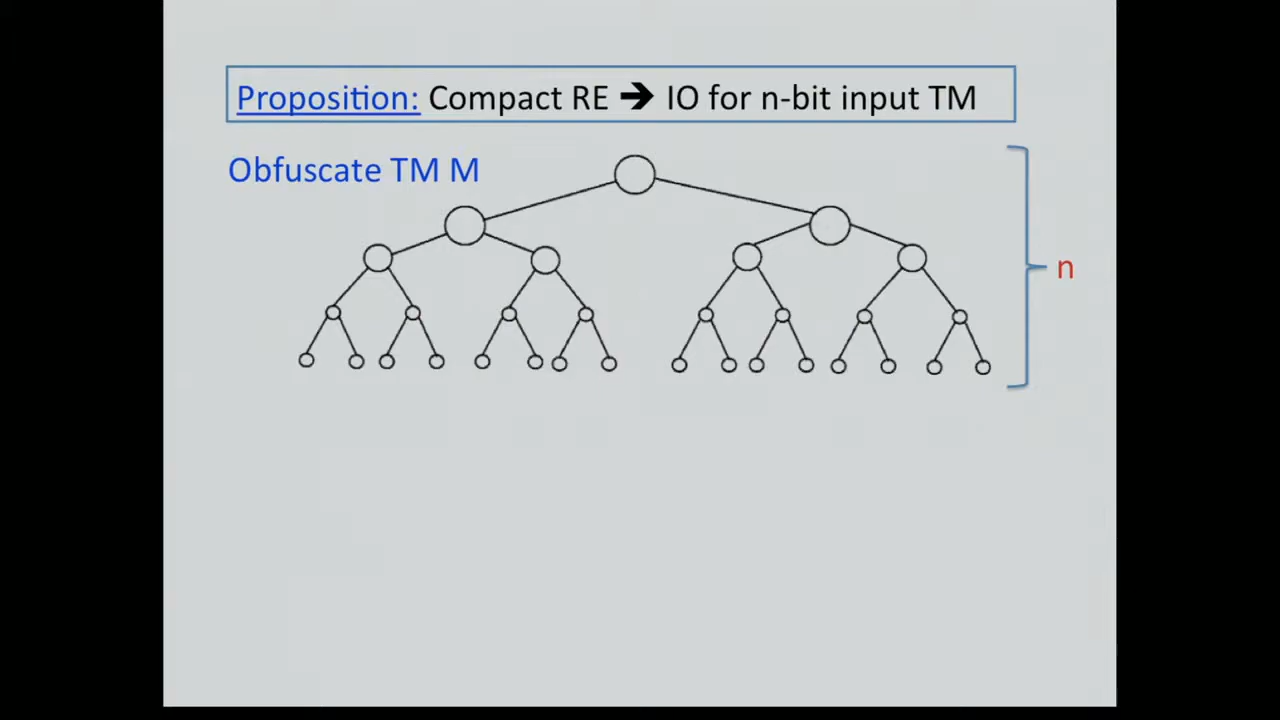 Proposition: Compact RE ➔ IO for n-bit input TM
Obfuscate TM M
n